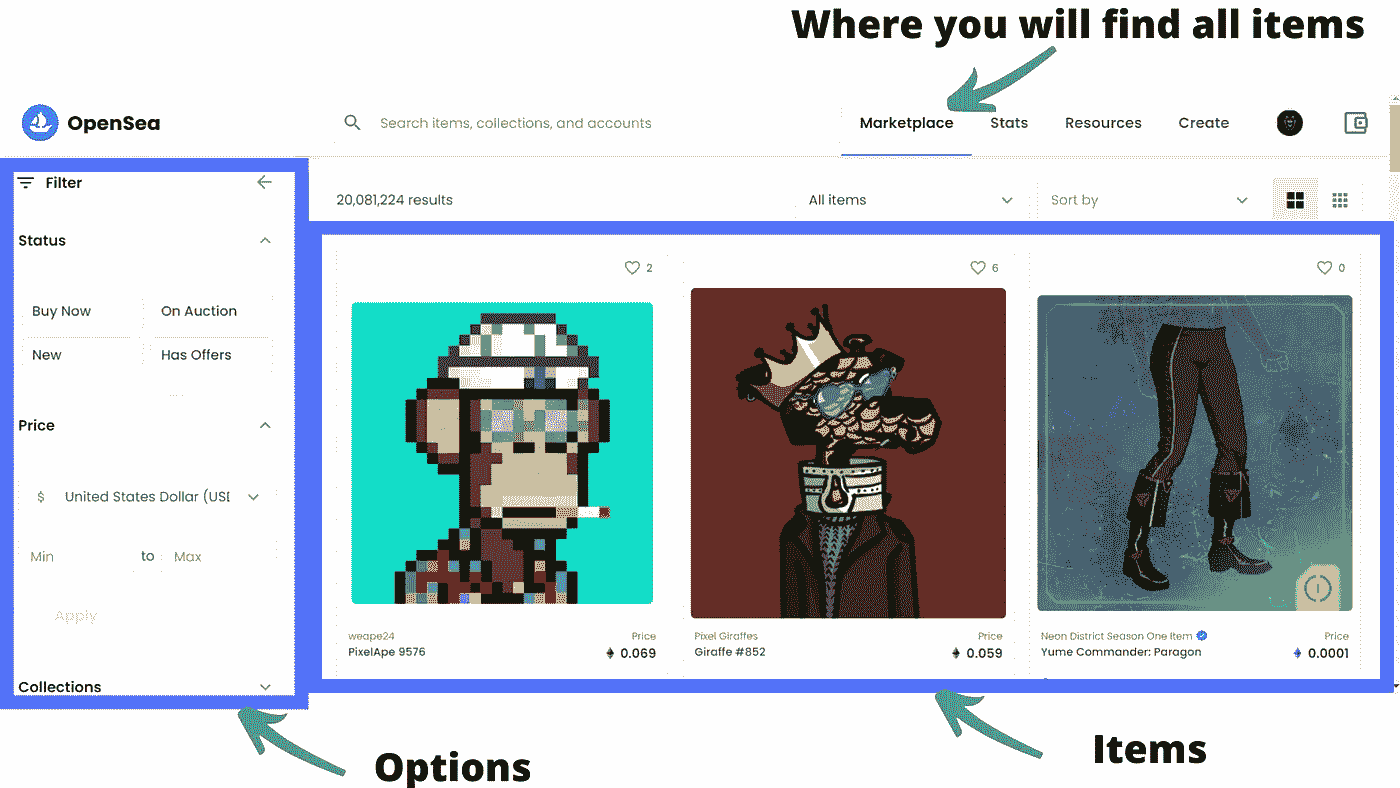 Where you will find all items
OpenSea
Search items, collections, and accounts
Marketplace
Stats
Resources
Create
Filter
Status
Buy Now
On Auction
New
Has Offers
Price
$ United States Dollar (USD
Min to Max
Apply
Collections
20,081,224 results
All items
Sort by
2
6
0
weape24 Price
PixelApe 9576 0.069
Pixel Giraffes Price
Giraffe #852 0.059
Neon District Season One Item Price
Yume Commander: Paragon 0.0001
Options
Items